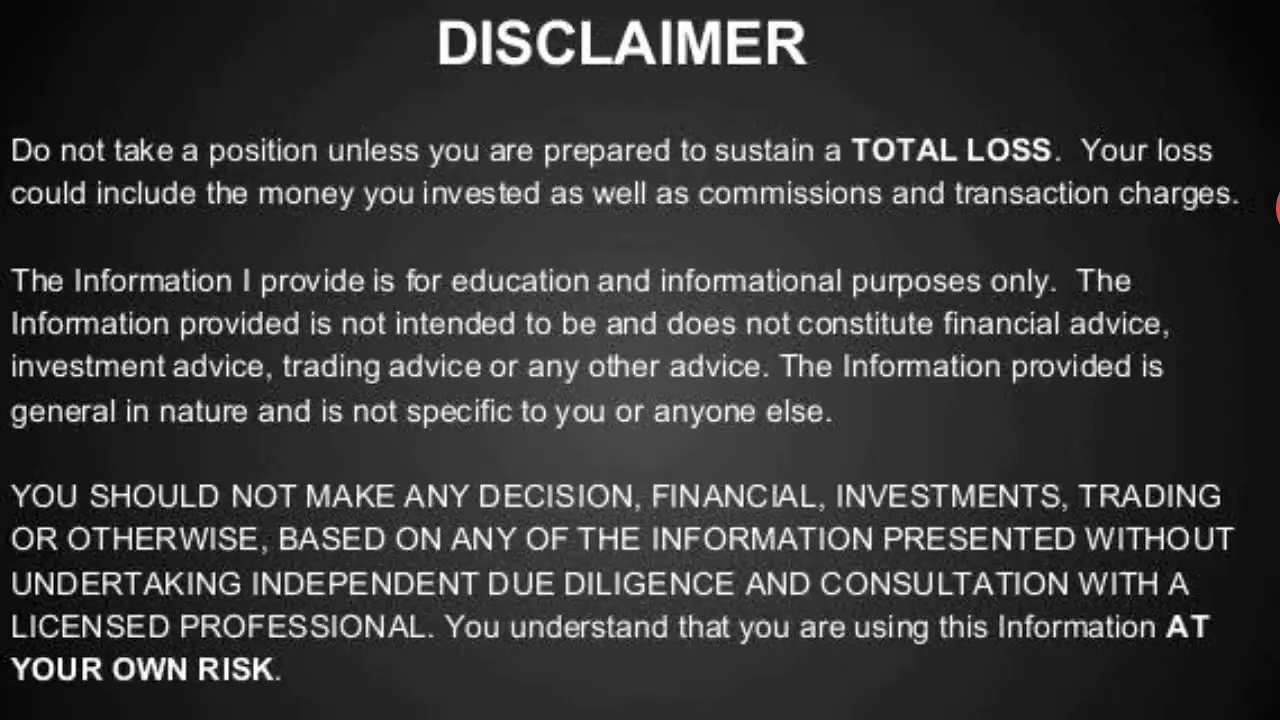 DISCLAIMER
Do not take a position unless you are prepared to sustain a TOTAL LOSS. Your loss
could include the money you invested as well as commissions and transaction charges.
The Information I provide is for education and informational purposes only. The
Information provided is not intended to be and does not constitute financial advice,
investment advice, trading advice or any other advice. The Information provided is
general in nature and is not specific to you or anyone else.
YOU SHOULD NOT MAKE ANY DECISION, FINANCIAL, INVESTMENTS, TRADING
OR OTHERWISE, BASED ON ANY OF THE INFORMATION PRESENTED WITHOUT
UNDERTAKING INDEPENDENT DUE DILIGENCE AND CONSULTATION WITH A
LICENSED PROFESSIONAL. You understand that you are using this Information AT
YOUR OWN RISK.